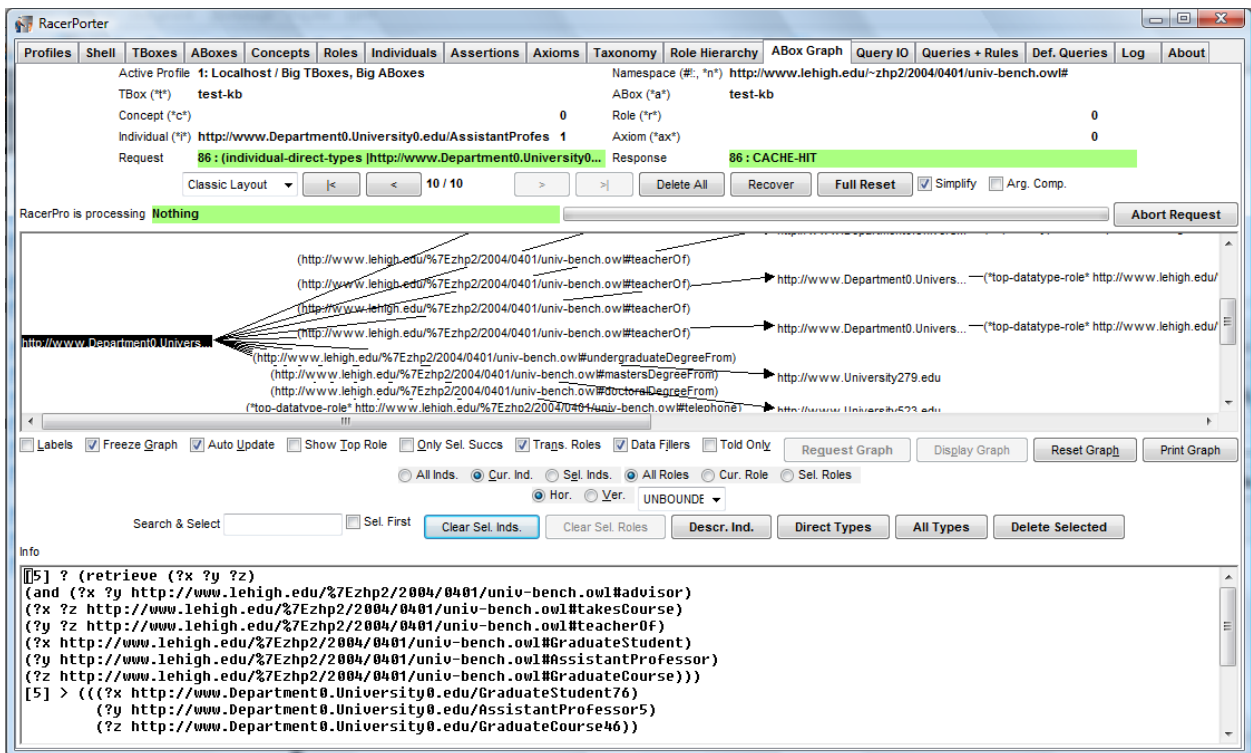 RacerPorter
Profiles Shell TBoxes ABoxes Concepts Roles Individuals Assertions Axioms Taxonomy Role Hierarchy ABox Graph Query IO Queries + Rules Def. Queries Log About
Active Profile 1: Localhost / Big TBoxes, Big ABoxes Namespace (#!:, *n*) http://www.lehigh.edu/~zhp2/2004/0401/univ-bench.owl#
TBox (*t*) test-kb ABox (*a*) test-kb
Concept (*c*) 0 Role (*r*) 0
Individual (*i*) http://www.Department0.University0.edu/AssistantProfes 1 Axiom (*ax*) 0
Request 86 : (individual-direct-types |http://www.Department0.University0... Response 86 : CACHE-HIT
Classic Layout |< < 10 / 10 > >| Delete All Recover Full Reset Simplify Arg. Comp.
RacerPro is processing Nothing Abort Request
(http://www.lehigh.edu/%7Ezhp2/2004/0401/univ-bench.owl#teacherOf)
(http://www.lehigh.edu/%7Ezhp2/2004/0401/univ-bench.owl#teacherOf) http://www.Department0.Univers... (*top-datatype-role* http://www.lehigh.edu/
(http://www.lehigh.edu/%7Ezhp2/2004/0401/univ-bench.owl#teacherOf)
(http://www.lehigh.edu/%7Ezhp2/2004/0401/univ-bench.owl#teacherOf) http://www.Department0.Univers... (*top-datatype-role* http://www.lehigh.edu/
http://www.Department0.Univers...
(http://www.lehigh.edu/%7Ezhp2/2004/0401/univ-bench.owl#undergraduateDegreeFrom)
(http://www.lehigh.edu/%7Ezhp2/2004/0401/univ-bench.owl#mastersDegreeFrom) http://www.University279.edu
(http://www.lehigh.edu/%7Ezhp2/2004/0401/univ-bench.owl#doctoralDegreeFrom)
(*top-datatype-role* http://www.lehigh.edu/%7Ezhp2/2004/0401/univ-bench.owl#telephone) http://www.University523.edu
Labels Freeze Graph Auto Update Show Top Role Only Sel. Succs Trans. Roles Data Fillers Told Only Request Graph Display Graph Reset Graph Print Graph
All Inds. Cur. Ind. Sel. Inds. All Roles Cur. Role Sel. Roles
Hor. Ver. UNBOUNDE
Search & Select Sel. First Clear Sel. Inds. Clear Sel. Roles Descr. Ind. Direct Types All Types Delete Selected
Info
[5] ? (retrieve (?x ?y ?z)
(and (?x ?y http://www.lehigh.edu/%7Ezhp2/2004/0401/univ-bench.owl#advisor)
(?x ?z http://www.lehigh.edu/%7Ezhp2/2004/0401/univ-bench.owl#takesCourse)
(?y ?z http://www.lehigh.edu/%7Ezhp2/2004/0401/univ-bench.owl#teacherOf)
(?x http://www.lehigh.edu/%7Ezhp2/2004/0401/univ-bench.owl#GraduateStudent)
(?y http://www.lehigh.edu/%7Ezhp2/2004/0401/univ-bench.owl#AssistantProfessor)
(?z http://www.lehigh.edu/%7Ezhp2/2004/0401/univ-bench.owl#GraduateCourse)))
[5] > (((?x http://www.Department0.University0.edu/GraduateStudent76)
(?y http://www.Department0.University0.edu/AssistantProfessor5)
(?z http://www.Department0.University0.edu/GraduateCourse46))